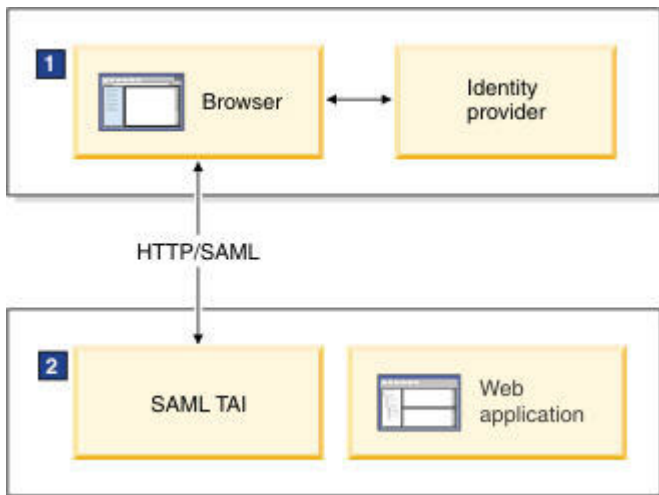 1
Browser
Identity
provider
HTTP/SAML
2
SAML TAI
Web
application